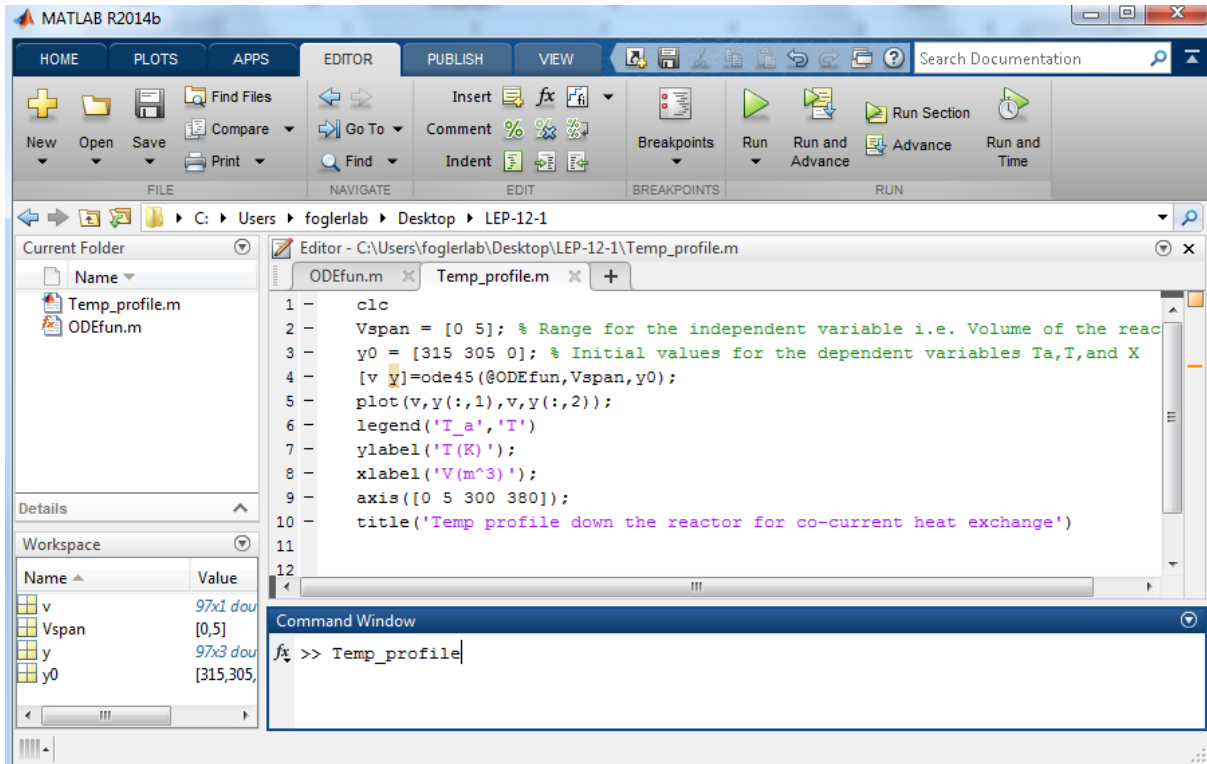 MATLAB R2014b
HOME PLOTS APPS EDITOR PUBLISH VIEW Search Documentation
New Open Save Find Files Compare Print
FILE
Go To Find
NAVIGATE
Insert fx fi
Comment % % %
Indent
EDIT
Breakpoints
BREAKPOINTS
Run Run and Advance Run Section Advance Run and Time
RUN
C: Users foglerlab Desktop LEP-12-1
Current Folder
Name
Temp_profile.m
ODEfun.m
Details
Workspace
Name Value
v 97x1 dou
Vspan [0,5]
y 97x3 dou
y0 [315,305,
Editor - C:\Users\foglerlab\Desktop\LEP-12-1\Temp_profile.m
ODEfun.m Temp_profile.m +
1 – clc
2 – Vspan = [0 5]; % Range for the independent variable i.e. Volume of the reac
3 – y0 = [315 305 0]; % Initial values for the dependent variables Ta,T,and X
4 – [v y]=ode45(@ODEfun,Vspan,y0);
5 – plot(v,y(:,1),v,y(:,2));
6 – legend('T_a','T')
7 – ylabel('T(K)');
8 – xlabel('V(m^3)');
9 – axis([0 5 300 380]);
10 – title('Temp profile down the reactor for co-current heat exchange')
11
12
Command Window
fx >> Temp_profile